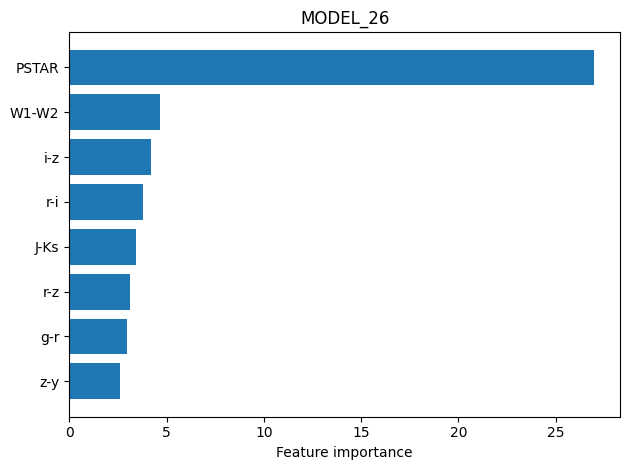 MODEL_26
PSTAR
W1-W2
i-z
r-i
J-Ks
r-z
g-r
z-y
0 5 10 15 20 25
Feature importance